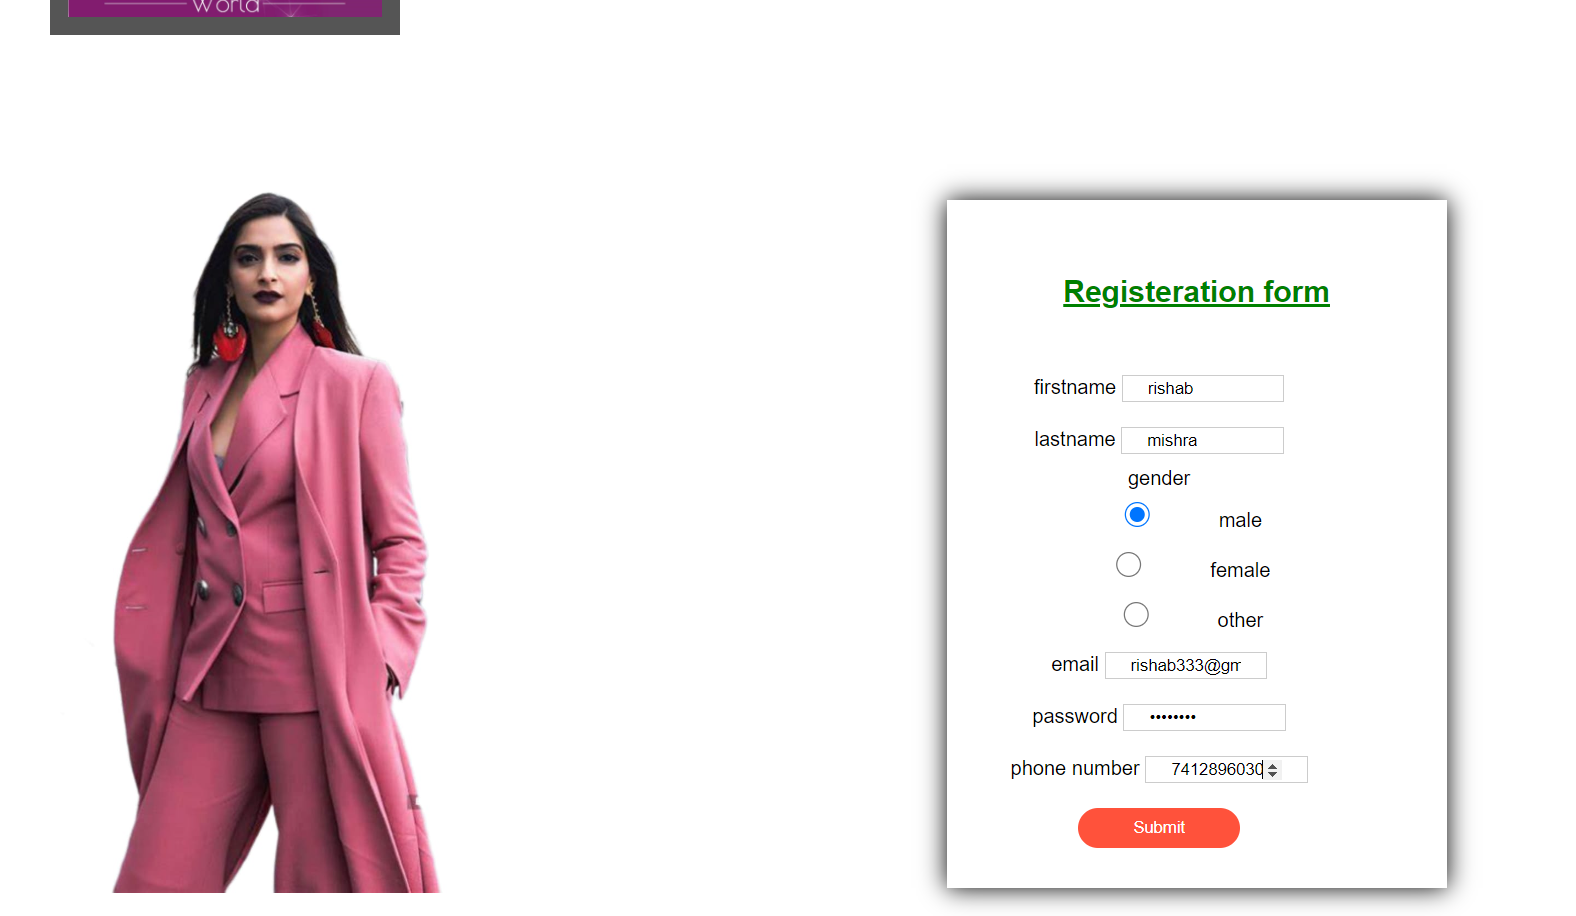 World
Registeration form
firstname rishab
lastname mishra
gender
male
female
other
email rishab333@gm
password ••••••••
phone number 7412896030
Submit